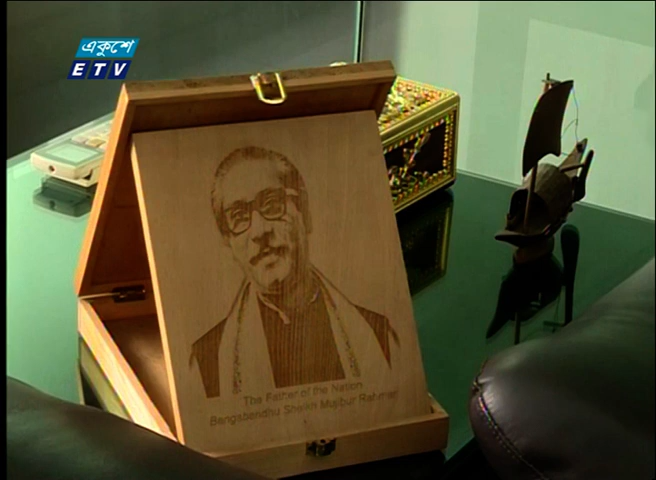 একুশে
ETV
The Father of the Nation
Bangabandhu Sheikh Mujibur Rahman